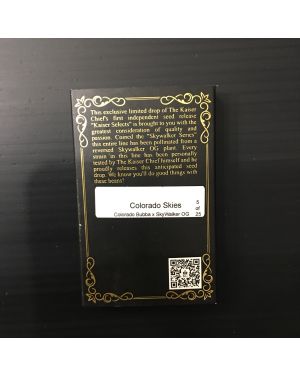 This exclusive limited drop of The Kaiser
Chief's first independent seed release
"Kaiser Selects" is brought to you with the
greatest consideration of quality and
passion. Coined the "Skywalker Series"
this entire line has been pollinated from a
reversed Skywalker OG plant. Every
strain in this line has been personally
tested by The Kaiser Chief himself and he
proudly releases this anticipated seed
drop. We know you'll do good things with
these beans!
Colorado Skies
Colorado Bubba x SkyWalker OG
5
of
25